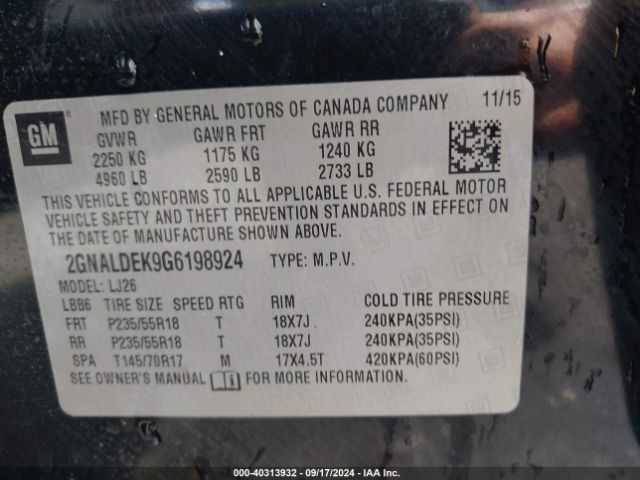 GM
MFD BY GENERAL MOTORS OF CANADA COMPANY 11/15
GVWR GAWR FRT GAWR RR
2250 KG 1175 KG 1240 KG
4960 LB 2590 LB 2733 LB
THIS VEHICLE CONFORMS TO ALL APPLICABLE U.S. FEDERAL MOTOR
VEHICLE SAFETY AND THEFT PREVENTION STANDARDS IN EFFECT ON
THE DATE OF MANUFACTURE SHOWN ABOVE.
2GNALDEK9G6198924 TYPE: M.P.V.
MODEL: LJ26
LBB6 TIRE SIZE SPEED RTG RIM COLD TIRE PRESSURE
FRT P235/55R18 T 18X7J 240KPA(35PSI)
RR P235/55R18 T 18X7J 240KPA(35PSI)
SPA T145/70R17 M 17X4.5T 420KPA(60PSI)
SEE OWNER'S MANUAL FOR MORE INFORMATION.
000-40313932 - 09/17/2024 - IAA Inc.